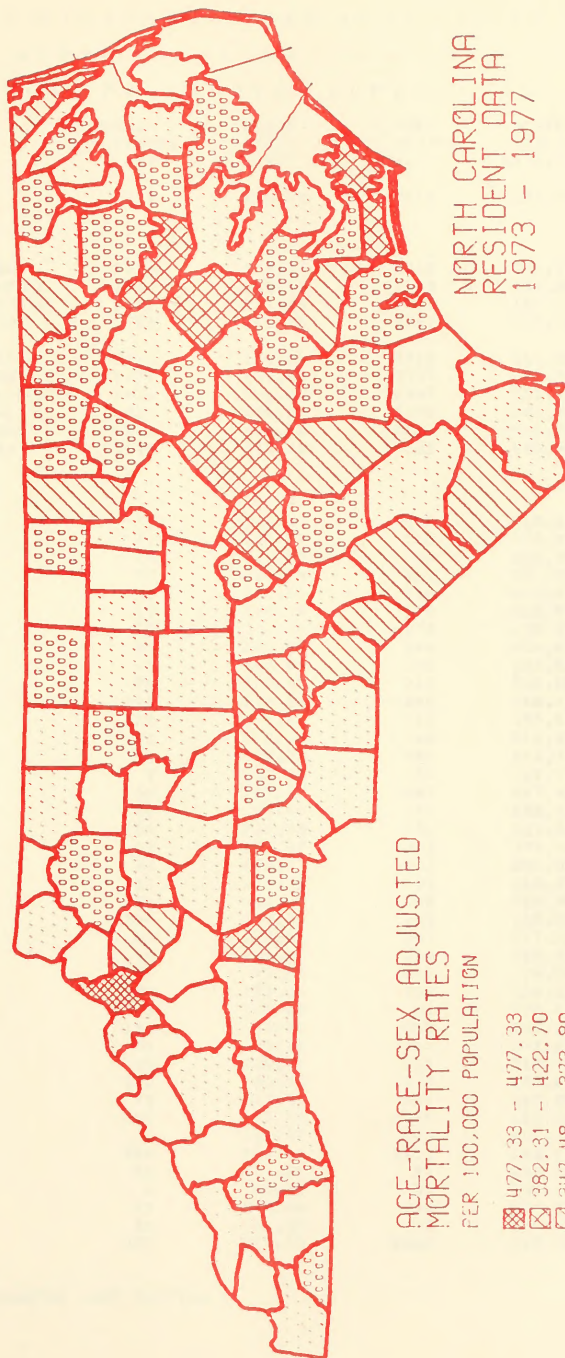 NORTH CAROLINA
RESIDENT DATA
1973 - 1977
AGE-RACE-SEX ADJUSTED
MORTALITY RATES
PER 100,000 POPULATION
477.33 - 477.33
382.31 - 422.70